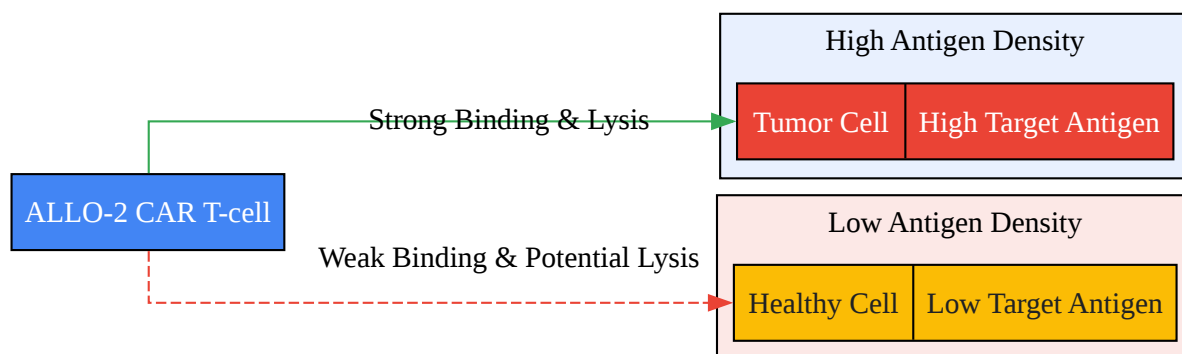 High Antigen Density
Strong Binding & Lysis
Tumor Cell
High Target Antigen
ALLO-2 CAR T-cell
Low Antigen Density
Weak Binding & Potential Lysis
Healthy Cell
Low Target Antigen